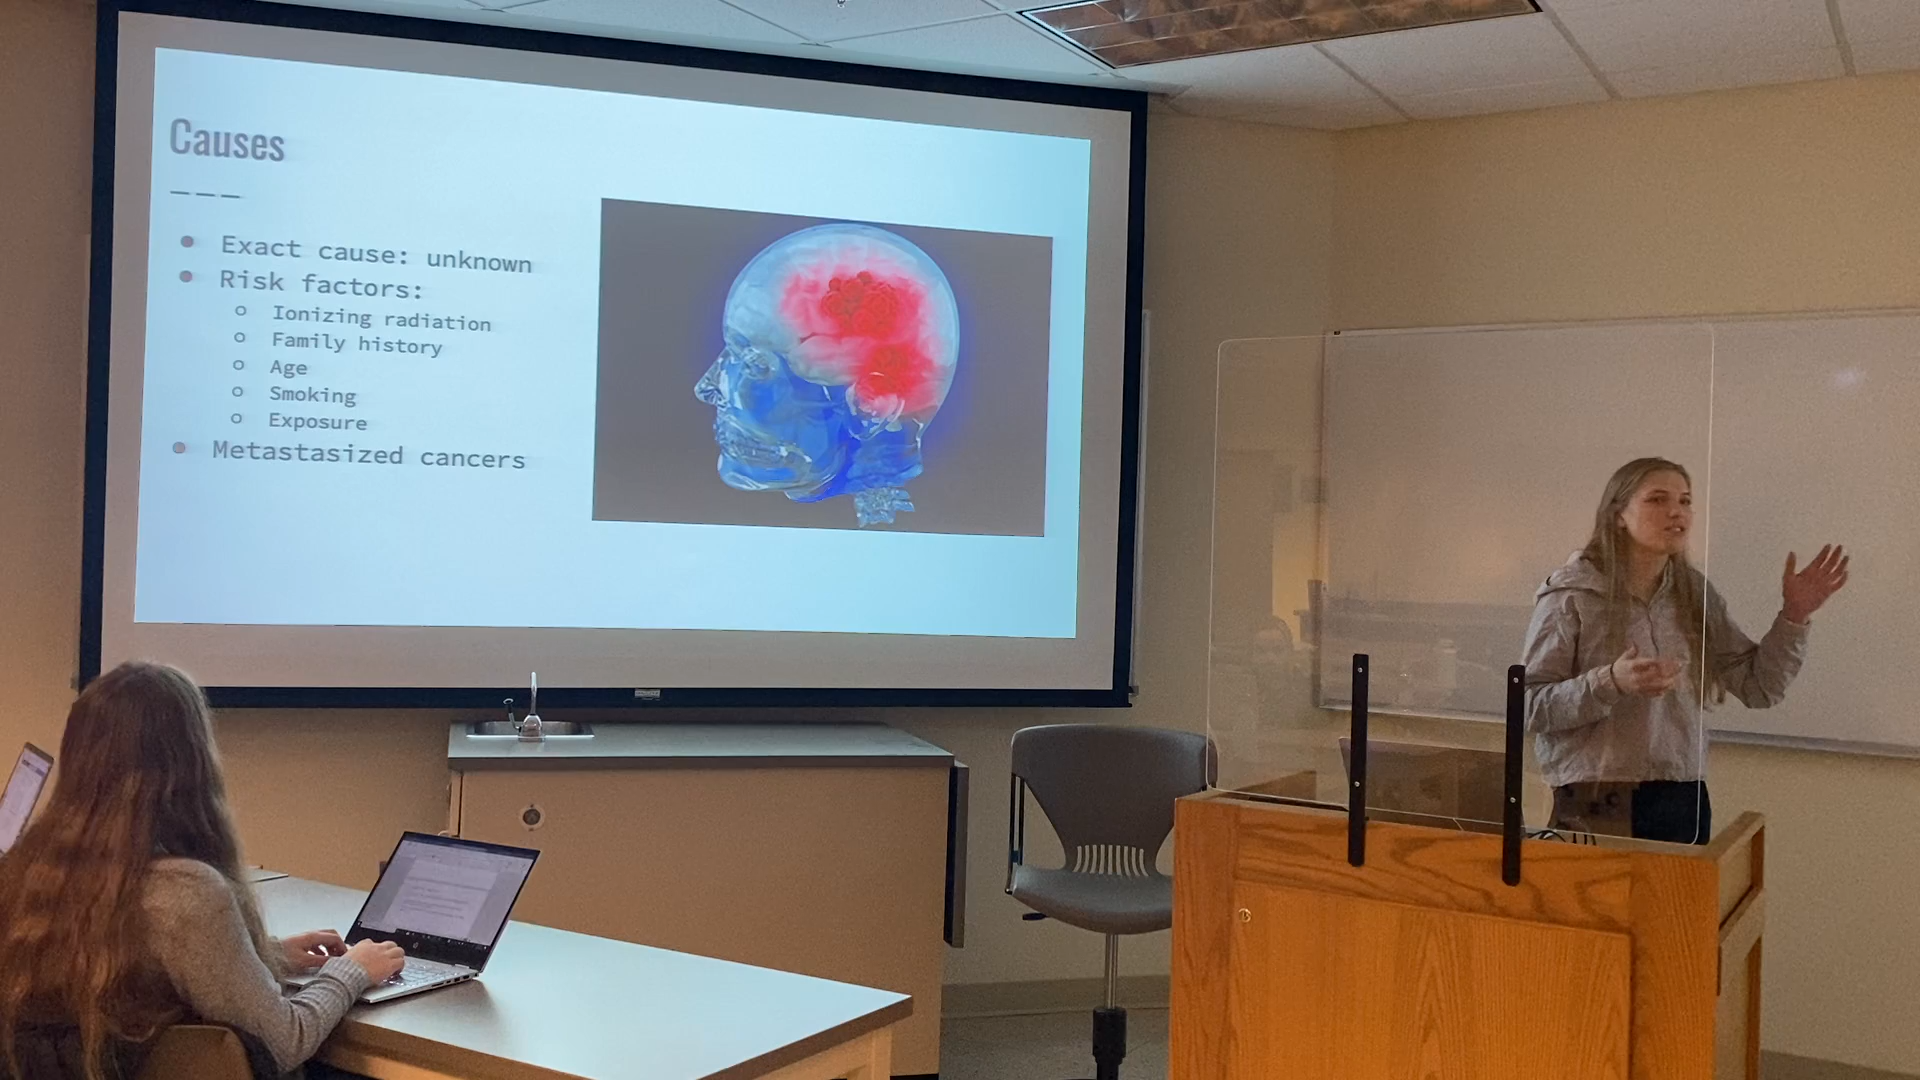 Causes
Exact cause: unknown
Risk factors:
Ionizing radiation
Family history
Age
Smoking
Exposure
Metastasized cancers